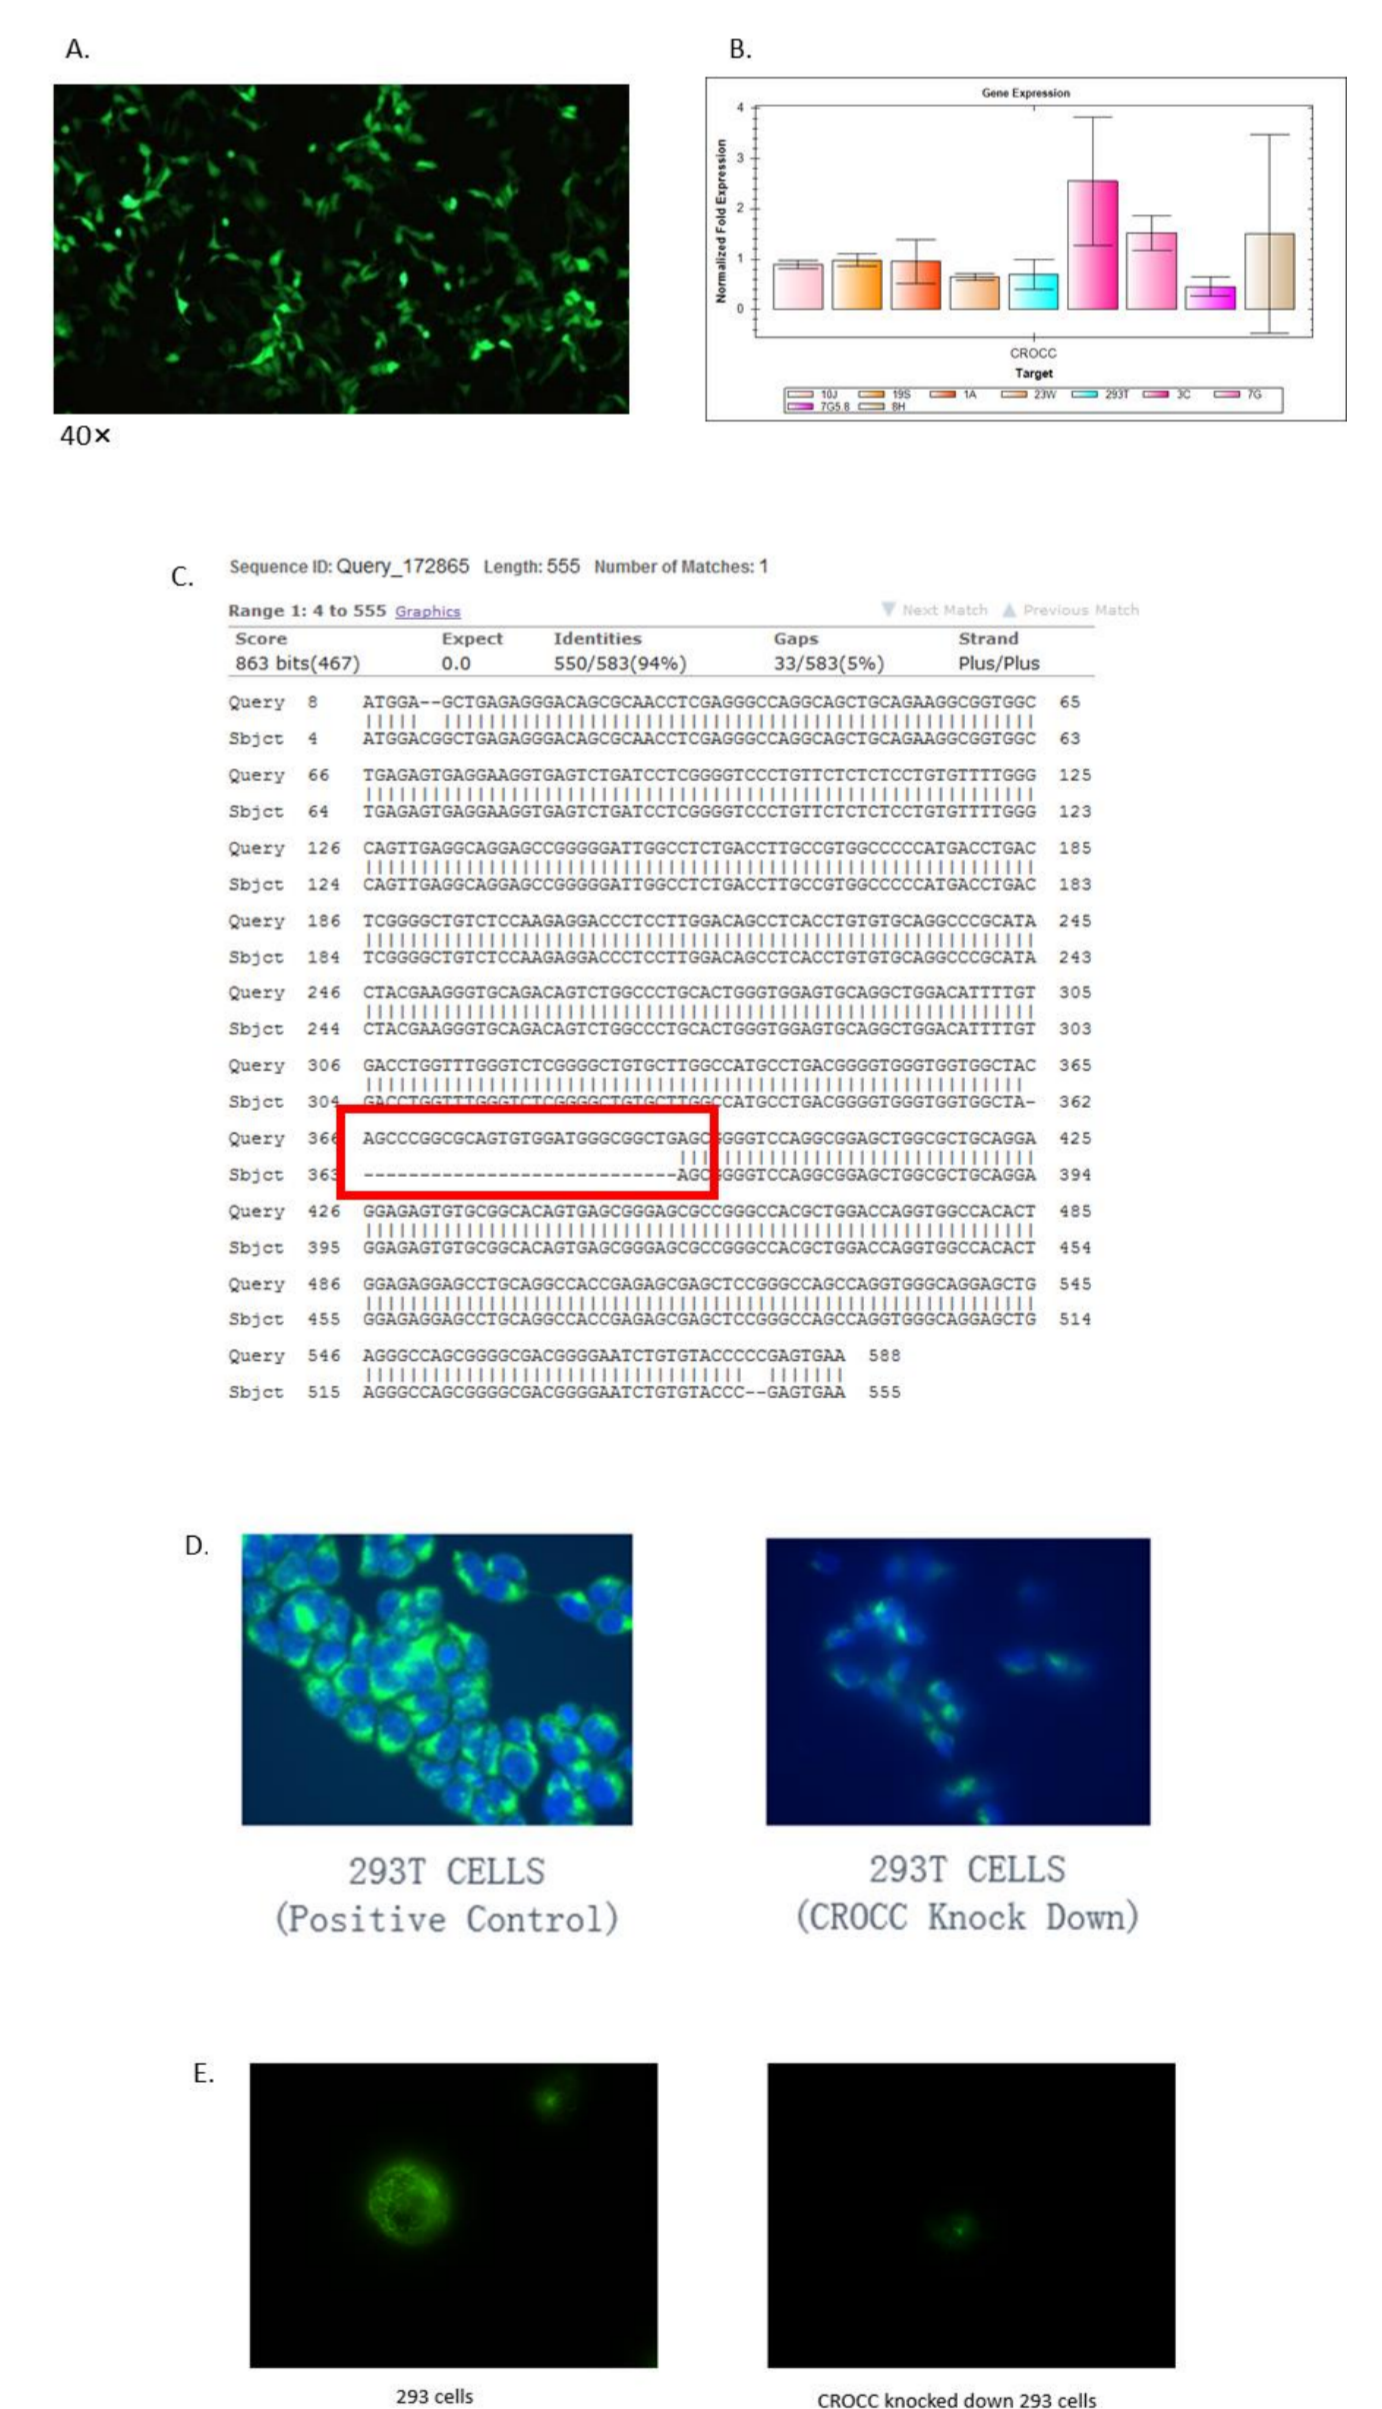 A.
B.
40×
Gene Expression
Normalized Fold Expression
4
3
2
1
0
CROCC
Target
10J 19S 1A 23W 293T 3C 7G
7G5.8 8H
C.
Sequence ID: Query_172865 Length: 555 Number of Matches: 1
Range 1: 4 to 555 Graphics Next Match Previous Match
Score Expect Identities Gaps Strand
863 bits(467) 0.0 550/583(94%) 33/583(5%) Plus/Plus
Query 8 ATGGA--GCTGAGAGGGACAGCGCAACCTCGAGGGCCAGGCAGCTGCAGAAGGCGGTGGC 65
Sbjct 4 ATGGACGGCTGAGAGGGACAGCGCAACCTCGAGGGCCAGGCAGCTGCAGAAGGCGGTGGC 63
Query 66 TGAGAGTGAGGAAGGTGAGTCTGATCCTCGGGGTCCCTGTTCTCTCTCCTGTGTTTTGGG 125
Sbjct 64 TGAGAGTGAGGAAGGTGAGTCTGATCCTCGGGGTCCCTGTTCTCTCTCCTGTGTTTTGGG 123
Query 126 CAGTTGAGGCAGGAGCCGGGGGATTGGCCTCTGACCTTGCCGTGGCCCCCATGACCTGAC 185
Sbjct 124 CAGTTGAGGCAGGAGCCGGGGGATTGGCCTCTGACCTTGCCGTGGCCCCCATGACCTGAC 183
Query 186 TCGGGGCTGTCTCCAAGAGGACCCTCCTTGGACAGCCTCACCTGTGTGCAGGCCCGCATA 245
Sbjct 184 TCGGGGCTGTCTCCAAGAGGACCCTCCTTGGACAGCCTCACCTGTGTGCAGGCCCGCATA 243
Query 246 CTACGAAGGGTGCAGACAGTCTGGCCCTGCACTGGGTGGAGTGCAGGCTGGACATTTTGT 305
Sbjct 244 CTACGAAGGGTGCAGACAGTCTGGCCCTGCACTGGGTGGAGTGCAGGCTGGACATTTTGT 303
Query 306 GACCTGGTTTGGGTCTCGGGGCTGTGCTTGGCCATGCCTGACGGGGTGGGTGGTGGCTAC 365
Sbjct 304 GACCTGGTTTGGGTCTCGGGGCTGTGCTTGGCCATGCCTGACGGGGTGGGTGGTGGCTA- 362
Query 366 AGCCCGGCGCAGTGTGGATGGGCGGCTGAGCGGGGTCCAGGCGGAGCTGGCGCTGCAGGA 425
Sbjct 363 ----------------------------AGCGGGGTCCAGGCGGAGCTGGCGCTGCAGGA 394
Query 426 GGAGAGTGTGCGGCACAGTGAGCGGGAGCGCCGGGCCACGCTGGACCAGGTGGCCACACT 485
Sbjct 395 GGAGAGTGTGCGGCACAGTGAGCGGGAGCGCCGGGCCACGCTGGACCAGGTGGCCACACT 454
Query 486 GGAGAGGAGCCTGCAGGCCACCGAGAGCGAGCTCCGGGCCAGCCAGGTGGGCAGGAGCTG 545
Sbjct 455 GGAGAGGAGCCTGCAGGCCACCGAGAGCGAGCTCCGGGCCAGCCAGGTGGGCAGGAGCTG 514
Query 546 AGGGCCAGCGGGGCGACGGGGAATCTGTGTACCCCCGAGTGAA 588
Sbjct 515 AGGGCCAGCGGGGCGACGGGGAATCTGTGTACCC--GAGTGAA 555
D.
293T CELLS
(Positive Control)
293T CELLS
(CROCC Knock Down)
E.
293 cells
CROCC knocked down 293 cells